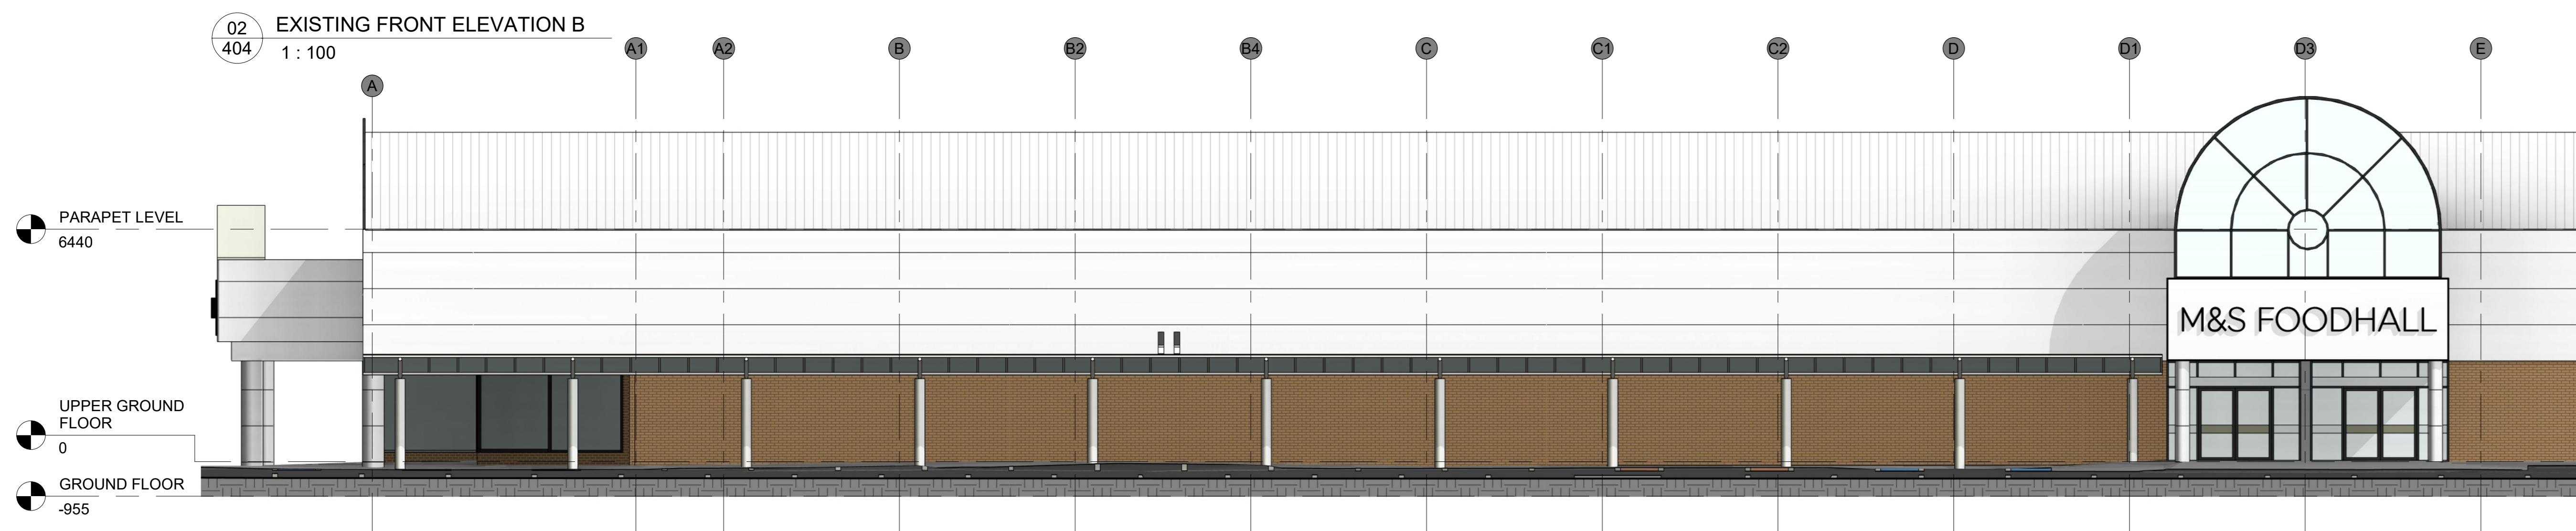 02
404
EXISTING FRONT ELEVATION B
1 : 100
A
A1
A2
B
B2
B4
C
C1
C2
D
D1
D3
E
PARAPET LEVEL
6440
M&S FOODHALL
UPPER GROUND
FLOOR
0
GROUND FLOOR
-955